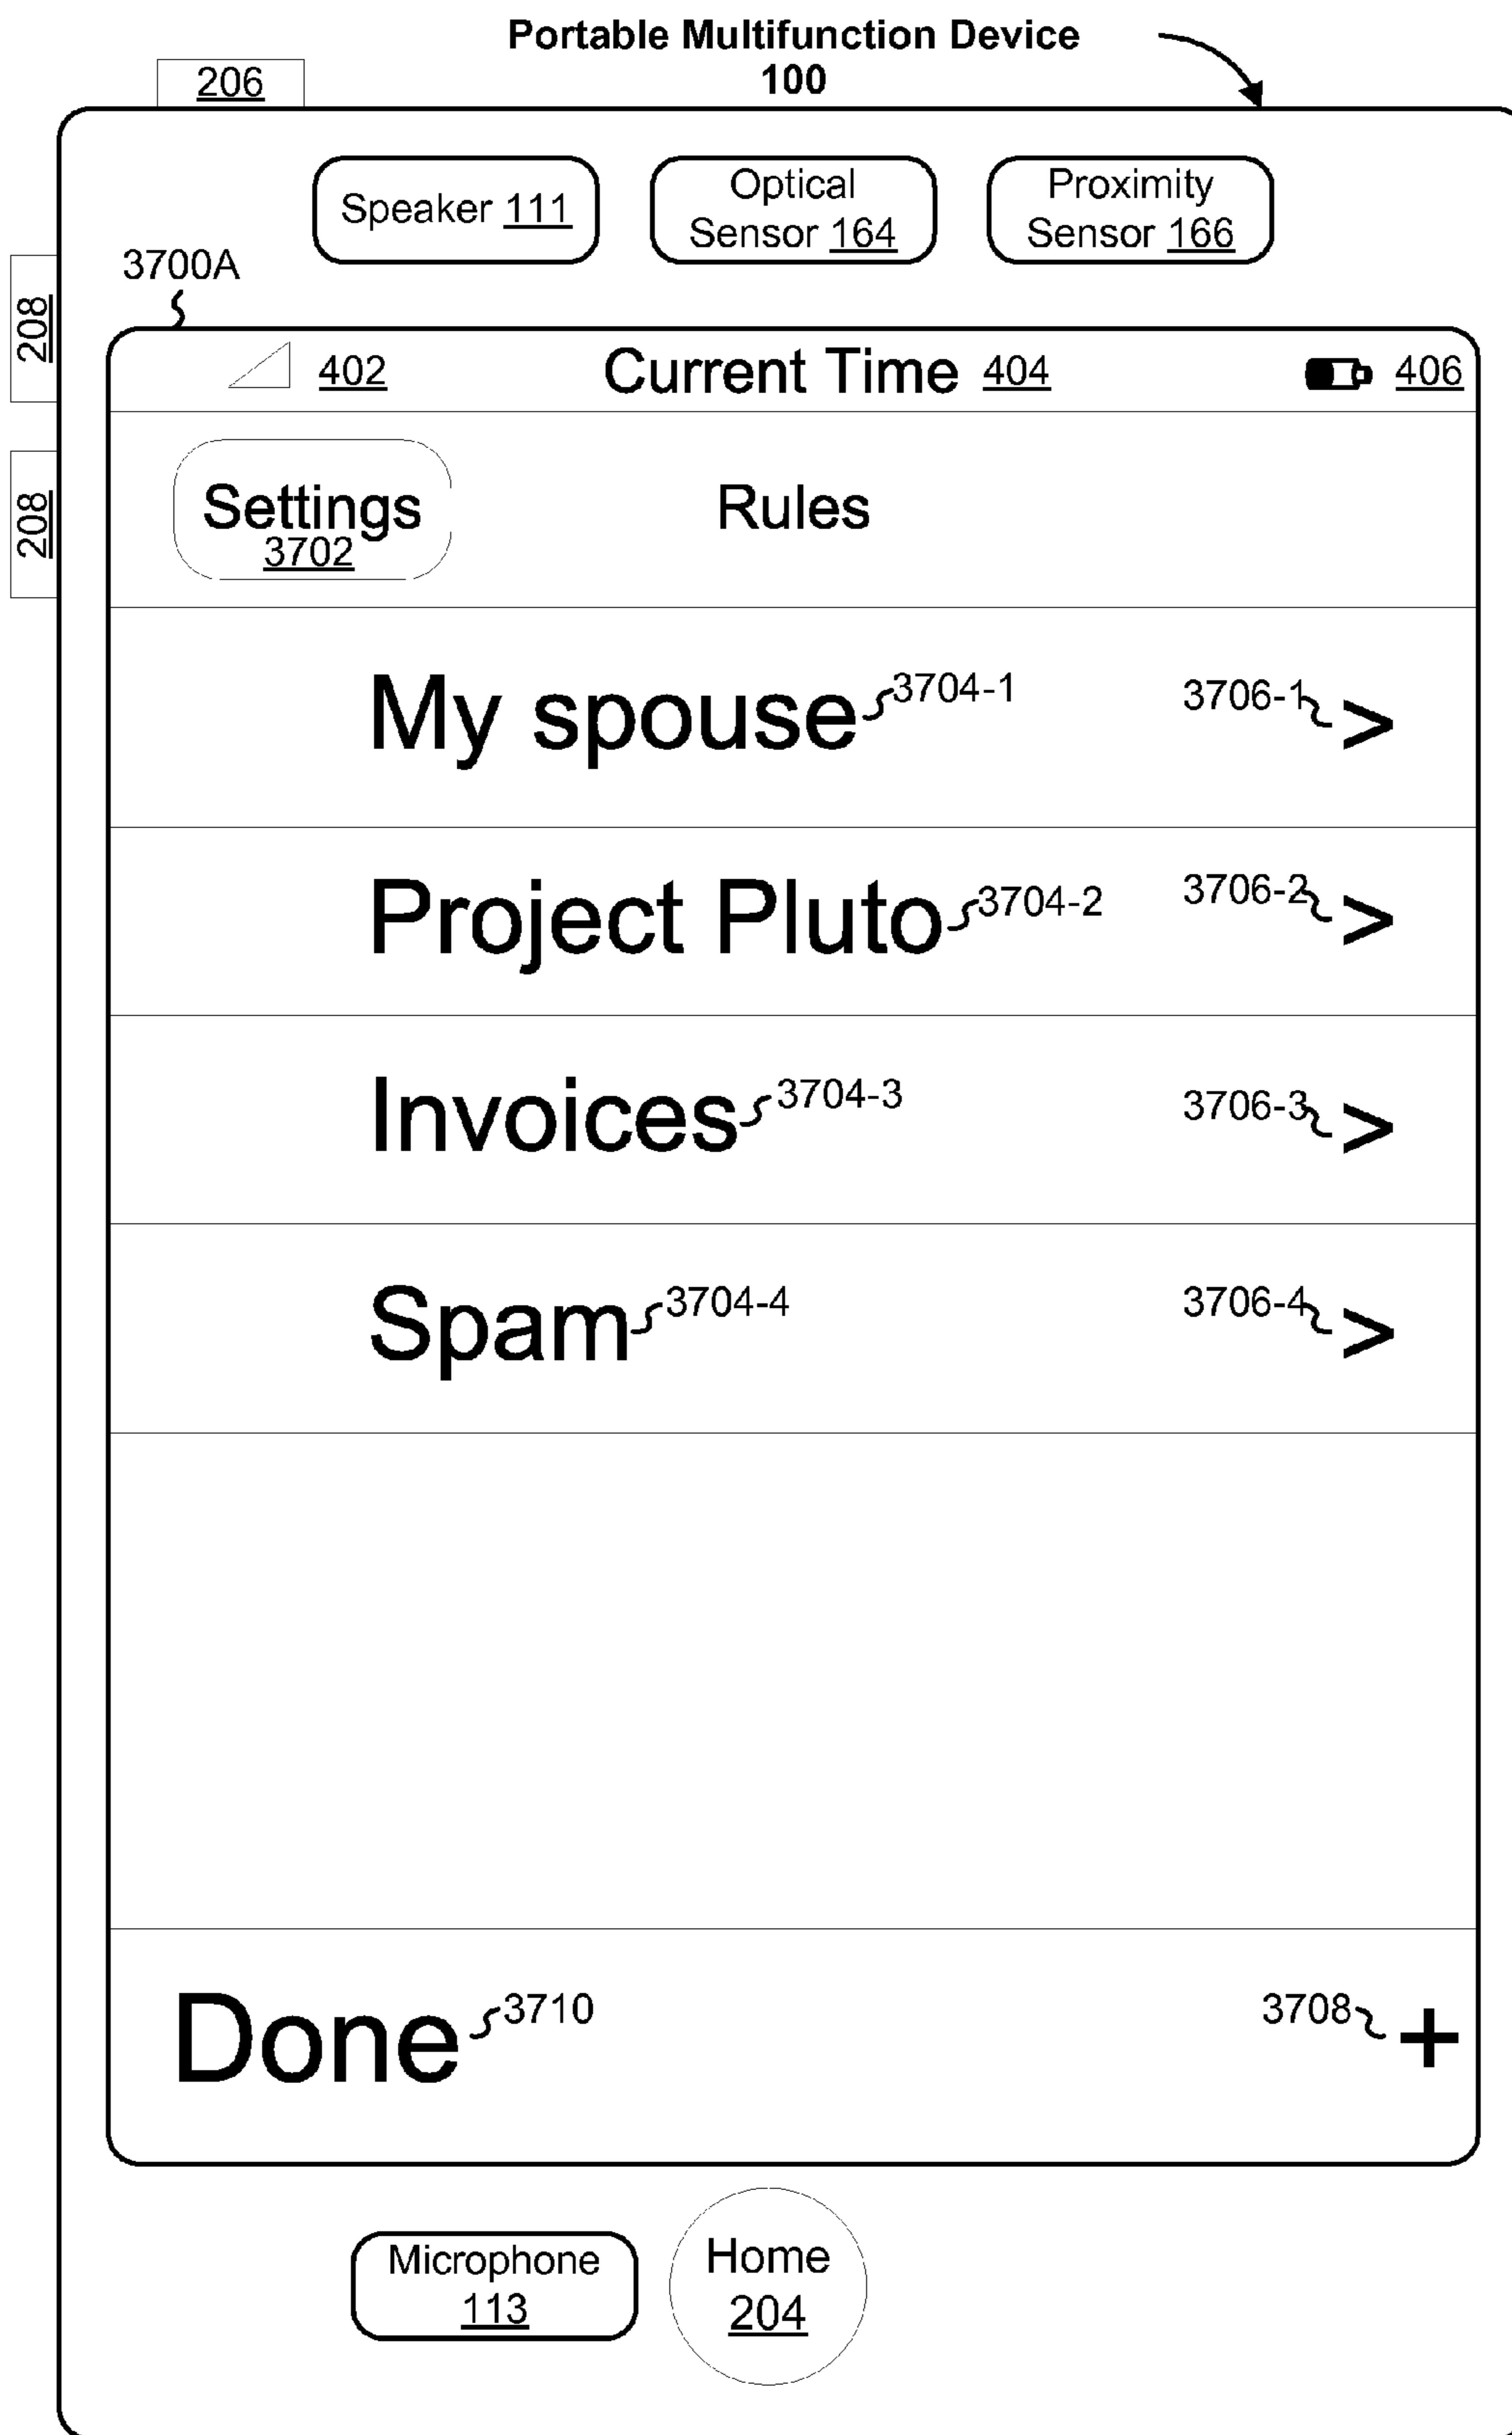 Portable Multifunction Device
100
206
Speaker 111
Optical
Sensor 164
Proximity
Sensor 166
3700A
208
402
Current Time 404
406
Settings
3702
Rules
208
My spouse
3704-1
3706-1
>
Project Pluto
3704-2
3706-2
>
Invoices
3704-3
3706-3
>
Spam
3704-4
3706-4
>
Done
3710
3708
+
Microphone
113
Home
204